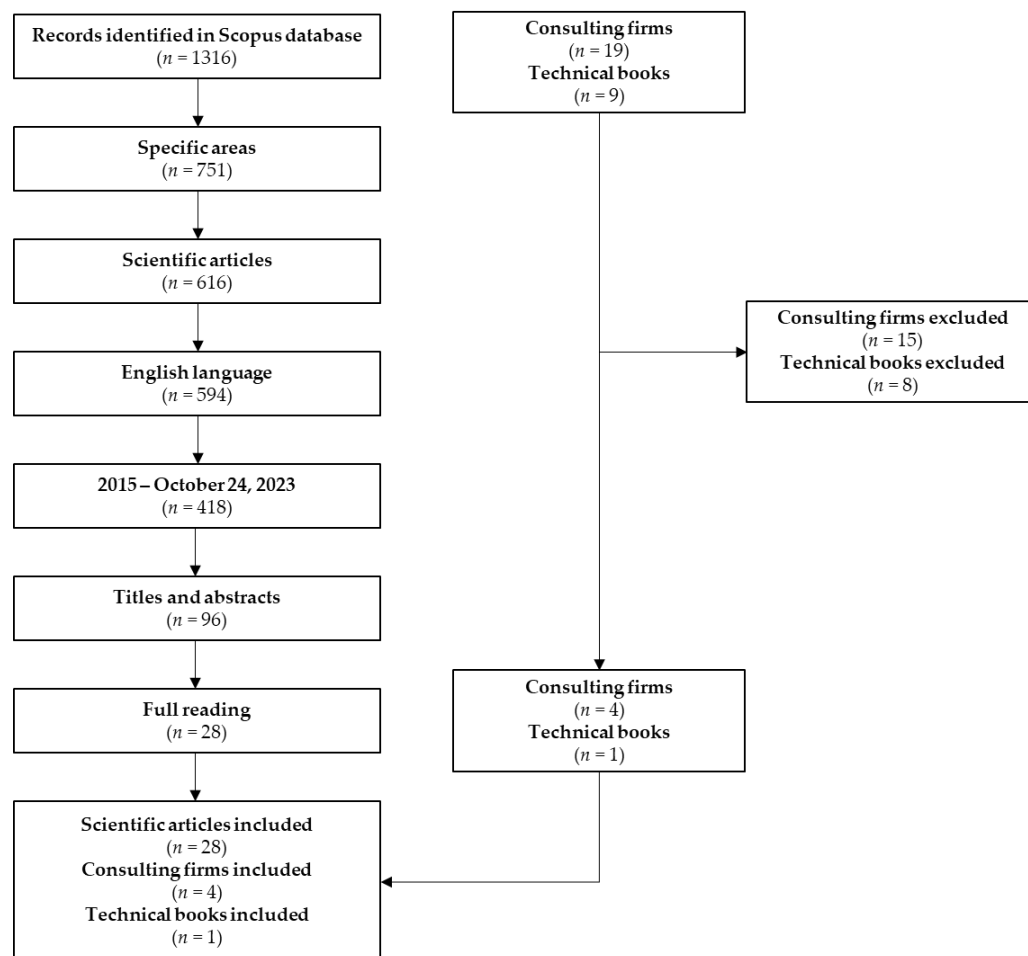 Records identified in Scopus database
(n = 1316)
Specific areas
(n = 751)
Scientific articles
(n = 616)
English language
(n = 594)
2015 – October 24, 2023
(n = 418)
Titles and abstracts
(n = 96)
Full reading
(n = 28)
Scientific articles included
(n = 28)
Consulting firms included
(n = 4)
Technical books included
(n = 1)
Consulting firms
(n = 19)
Technical books
(n = 9)
Consulting firms excluded
(n = 15)
Technical books excluded
(n = 8)
Consulting firms
(n = 4)
Technical books
(n = 1)